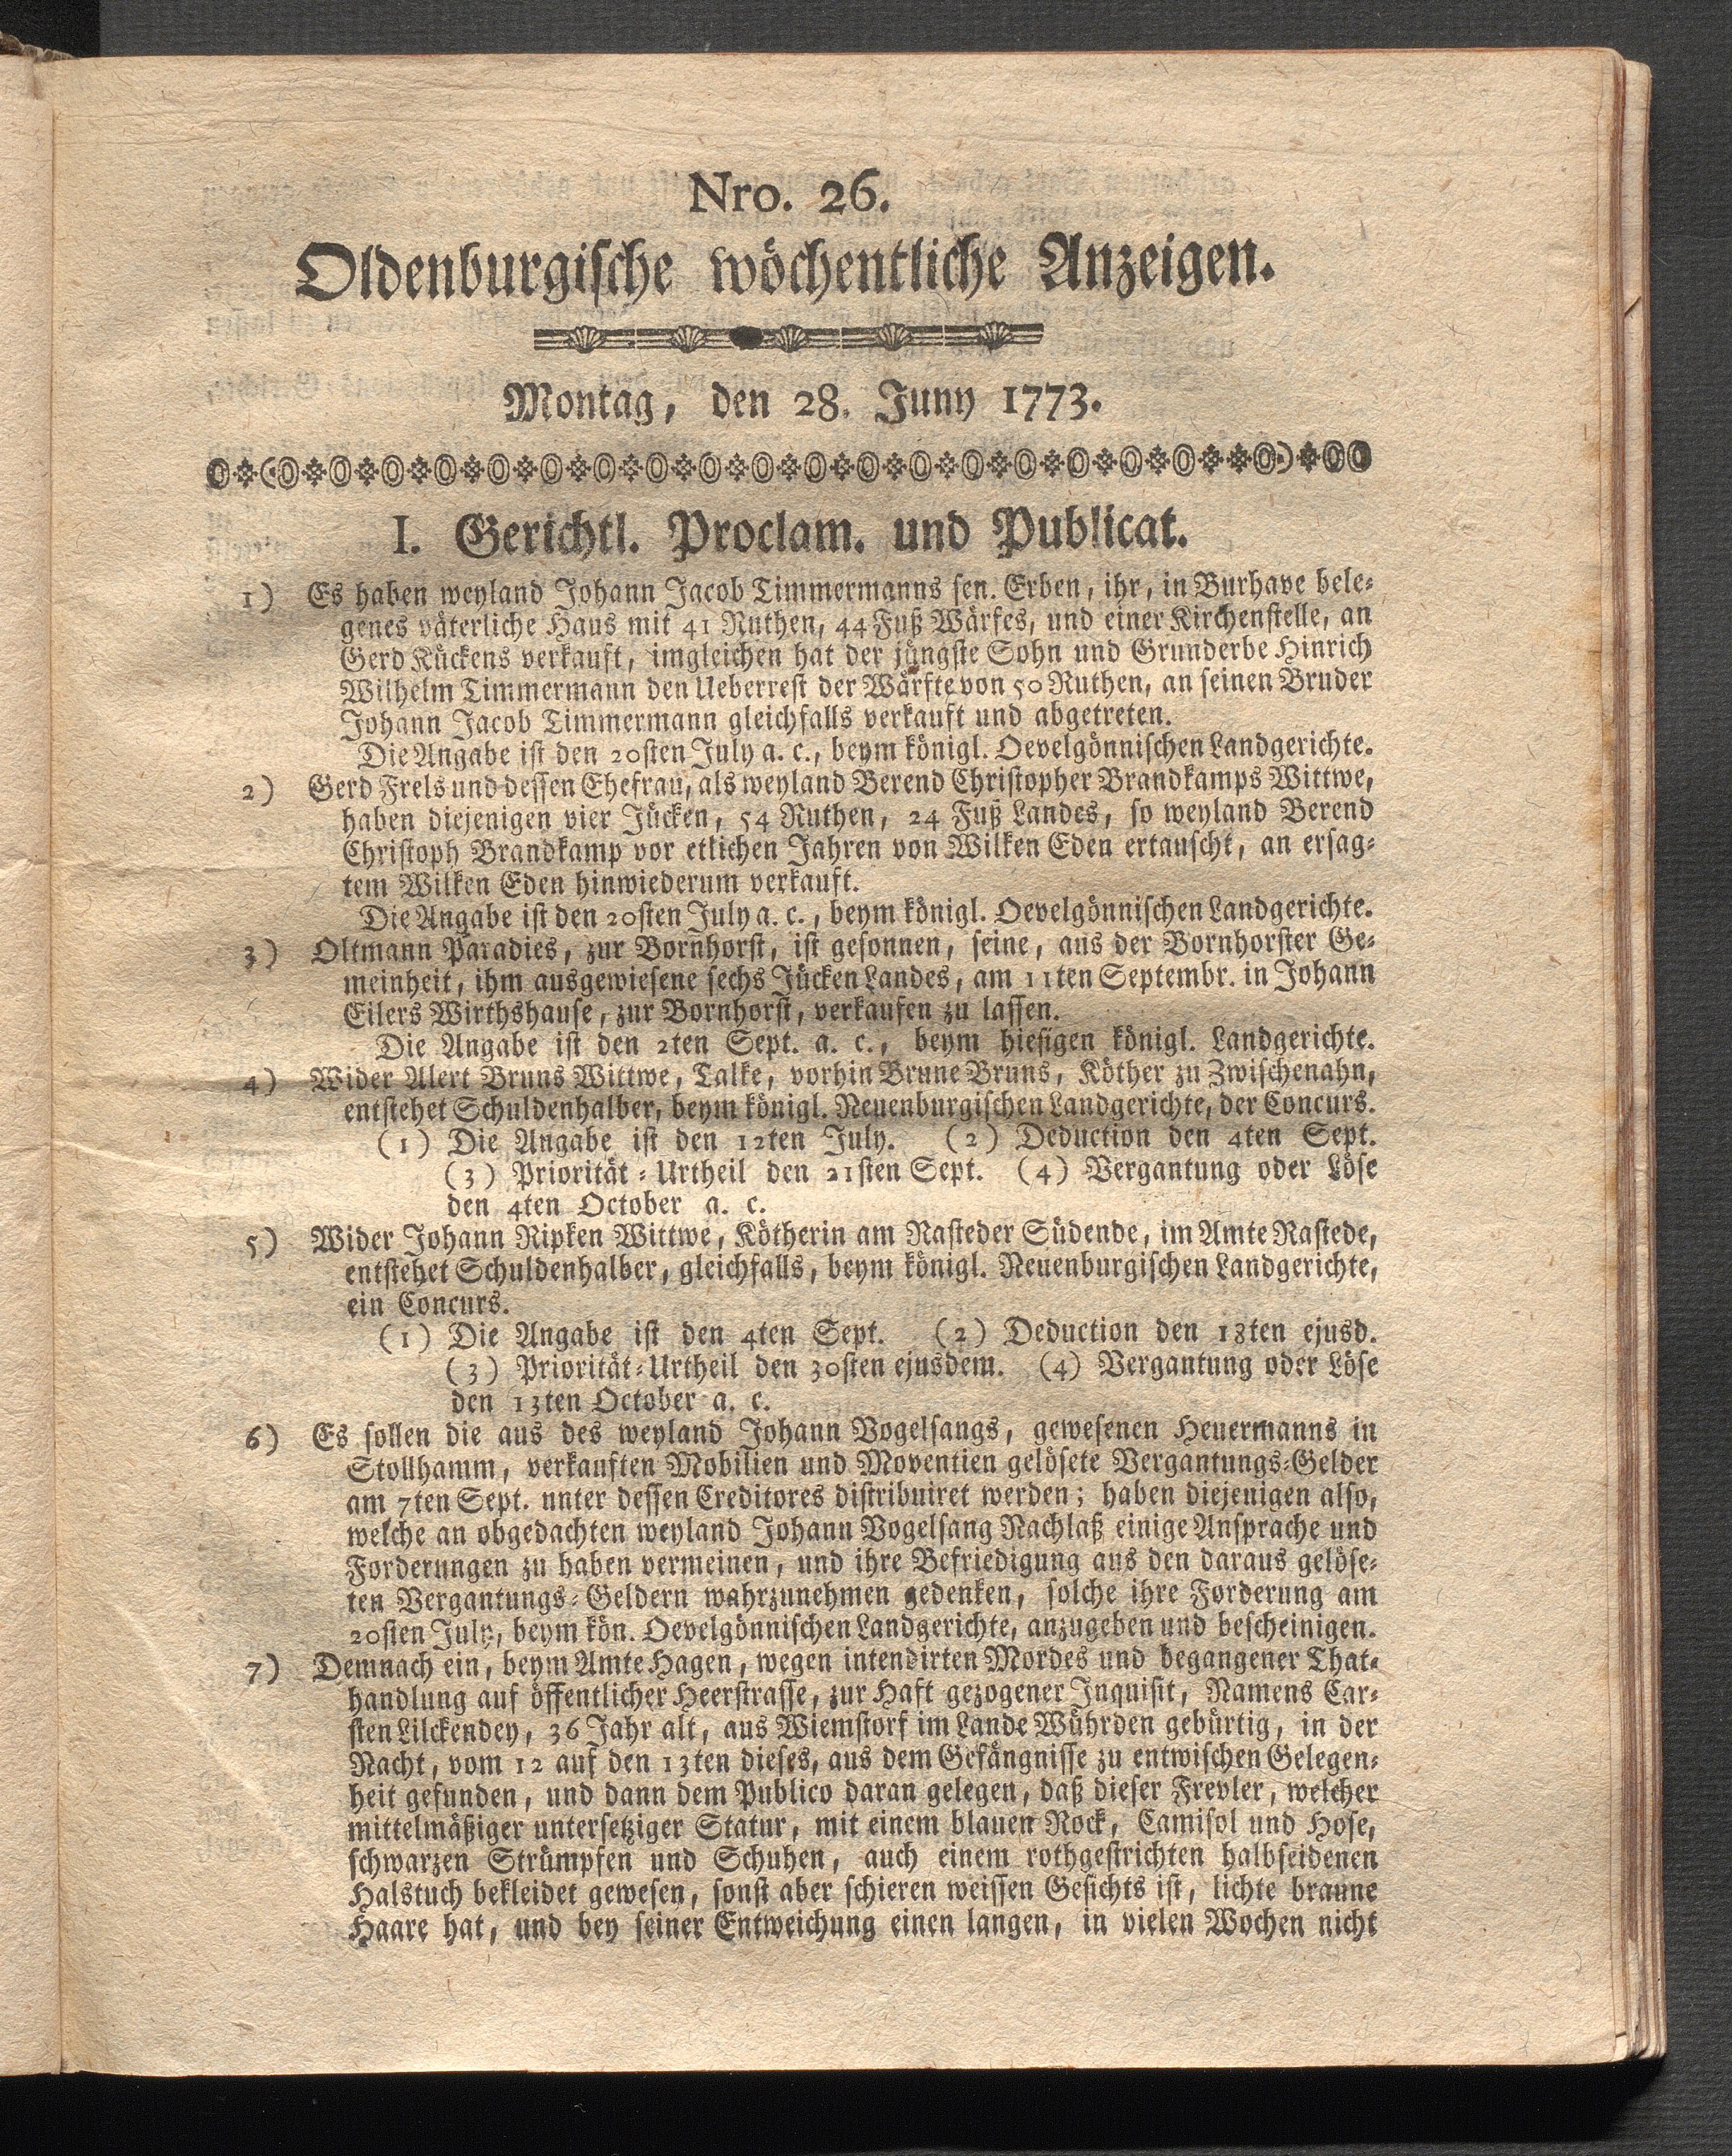 Nro. 26.
Oldenburgische wöchentliche Anzeigen.
Montag, den 28. Juny 1773.
I. Gerichtl. Proclam. und Publicat.
1) Es haben weyland Johann Jacob Timmermanns sen. Erben, ihr, in Burhave bele-
genes väterliche Haus mit 41 Ruthen, 44 Fuß Wärfes, und einer Kirchenstelle, an
Gerd Kückens verkauft, imgleichen hat der jüngste Sohn und Grunderbe Hinrich
Wilhelm Timmermann den Ueberrest der Wärfte von 50 Ruthen, an seinen Bruder
Johann Jacob Timmermann gleichfalls verkauft und abgetreten.
Die Angabe ist den 20sten July a. c., beym königl. Oevelgönnischen Landgerichte.
2) Gerd Frels und dessen Ehefrau, als weyland Berend Christopher Brandkamps Wittwe,
haben diejenigen vier Jücken, 54 Ruthen, 24 Fuß Landes, so weyland Berend
Christoph Brandkamp vor etlichen Jahren von Wilken Eden ertauscht, an ersag-
tem Wilken Eden hinwiederum verkauft.
Die Angabe ist den 20sten July a. c., beym königl. Oevelgönnischen Landgerichte.
3) Oltmann Paradies, zur Bornhorst, ist gesonnen, seine, aus der Bornhorster Ge-
meinheit, ihm ausgewiesene sechs Jücken Landes, am 11ten Septembr. in Johann
Eilers Wirthshause, zur Bornhorst, verkaufen zu lassen.
Die Angabe ist den 2ten Sept. a. c., beym hiesigen königl. Landgerichte.
4) Wider Alert Bruns Wittwe, Talke, vorhin Brune Bruns, Köther zu Zwischenahn,
entstehet Schuldenhalber, beym königl. Neuenburgischen Landgerichte, der Concurs.
(1) Die Angabe ist den 12ten July. (2) Deduction den 4ten Sept.
(3) Priorität-Urtheil den 21sten Sept. (4) Vergantung oder Löse
den 4ten October a. c.
5) Wider Johann Ripken Wittwe, Kötherin am Rasteder Südende, im Amte Rastede,
entstehet Schuldenhalber, gleichfalls, beym königl. Neuenburgischen Landgerichte,
ein Concurs.
(1) Die Angabe ist den 4ten Sept. (2) Deduction den 18ten ejusd.
(3) Priorität-Urtheil den 30sten ejusdem. (4) Vergantung oder Löse
den 13ten October a. c.
6) Es sollen die aus des weyland Johann Vogelsangs, gewesenen Heuermanns in
Stollhamm, verkauften Mobilien und Moventien gelösete Vergantungs-Gelder
am 7ten Sept. unter dessen Creditores distribuiret werden; haben diejenigen also,
welche an obgedachten weyland Johann Vogelsang Nachlaß einige Ansprache und
Forderungen zu haben vermeinen, und ihre Befriedigung aus den daraus gelöse-
ten Vergantungs-Geldern wahrzunehmen gedenken, solche ihre Forderung am
20sten July, beym kön. Oevelgönnischen Landgerichte, anzugeben und bescheinigen.
7) Demnach ein, beym Amte Hagen, wegen intendirten Mordes und begangener That-
handlung auf öffentlicher Heerstrasse, zur Haft gezogener Inquisit, Namens Car-
sten Lilckendey, 36 Jahr alt, aus Wiemstorf im Lande Wührden gebürtig, in der
Nacht, vom 12 auf den 13ten dieses, aus dem Gefängnisse zu entwischen Gelegen-
heit gefunden, und dann dem Publico daran gelegen, daß dieser Frevler, welcher
mittelmäßiger untersetziger Statur, mit einem blauen Rock, Camisol und Hose,
schwarzen Strümpfen und Schuhen, auch einem rothgestrichten halbseidenen
Halstuch bekleidet gewesen, sonst aber schieren weissen Gesichts ist, lichte braune
Haare hat, und bey seiner Entweichung einen langen, in vielen Wochen nicht